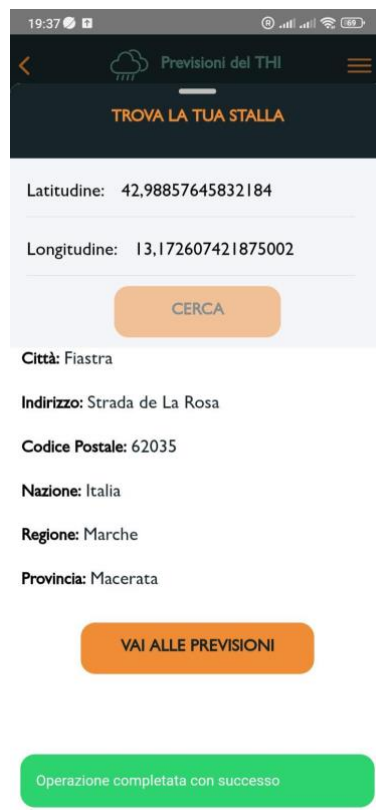 19:37
69
Previsioni del THI
TROVA LA TUA STALLA
Latitudine: 42,98857645832184
Longitudine: 13,172607421875002
CERCA
Città: Fiastra
Indirizzo: Strada de La Rosa
Codice Postale: 62035
Nazione: Italia
Regione: Marche
Provincia: Macerata
VAI ALLE PREVISIONI
Operazione completata con successo